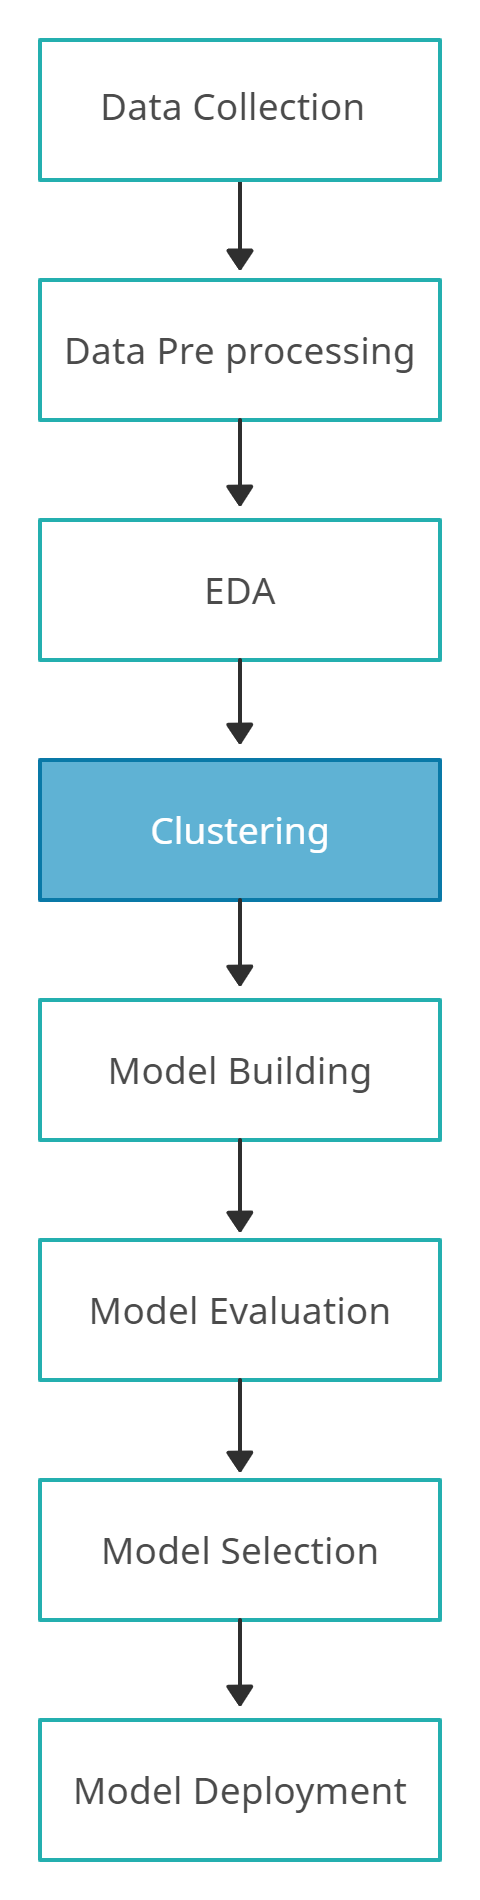 Data Collection
Data Pre processing
EDA
Clustering
Model Building
Model Evaluation
Model Selection
Model Deployment